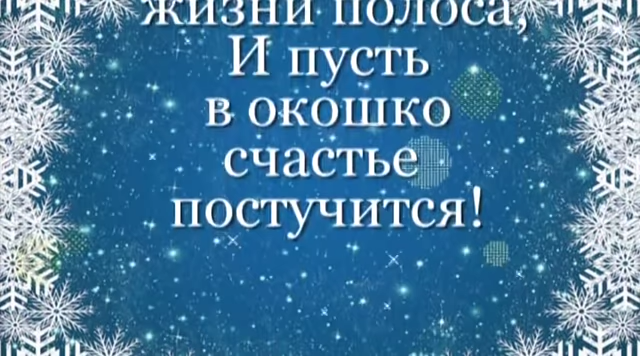 жизни полоса,
И пусть
в окошко
счастье
постучится!